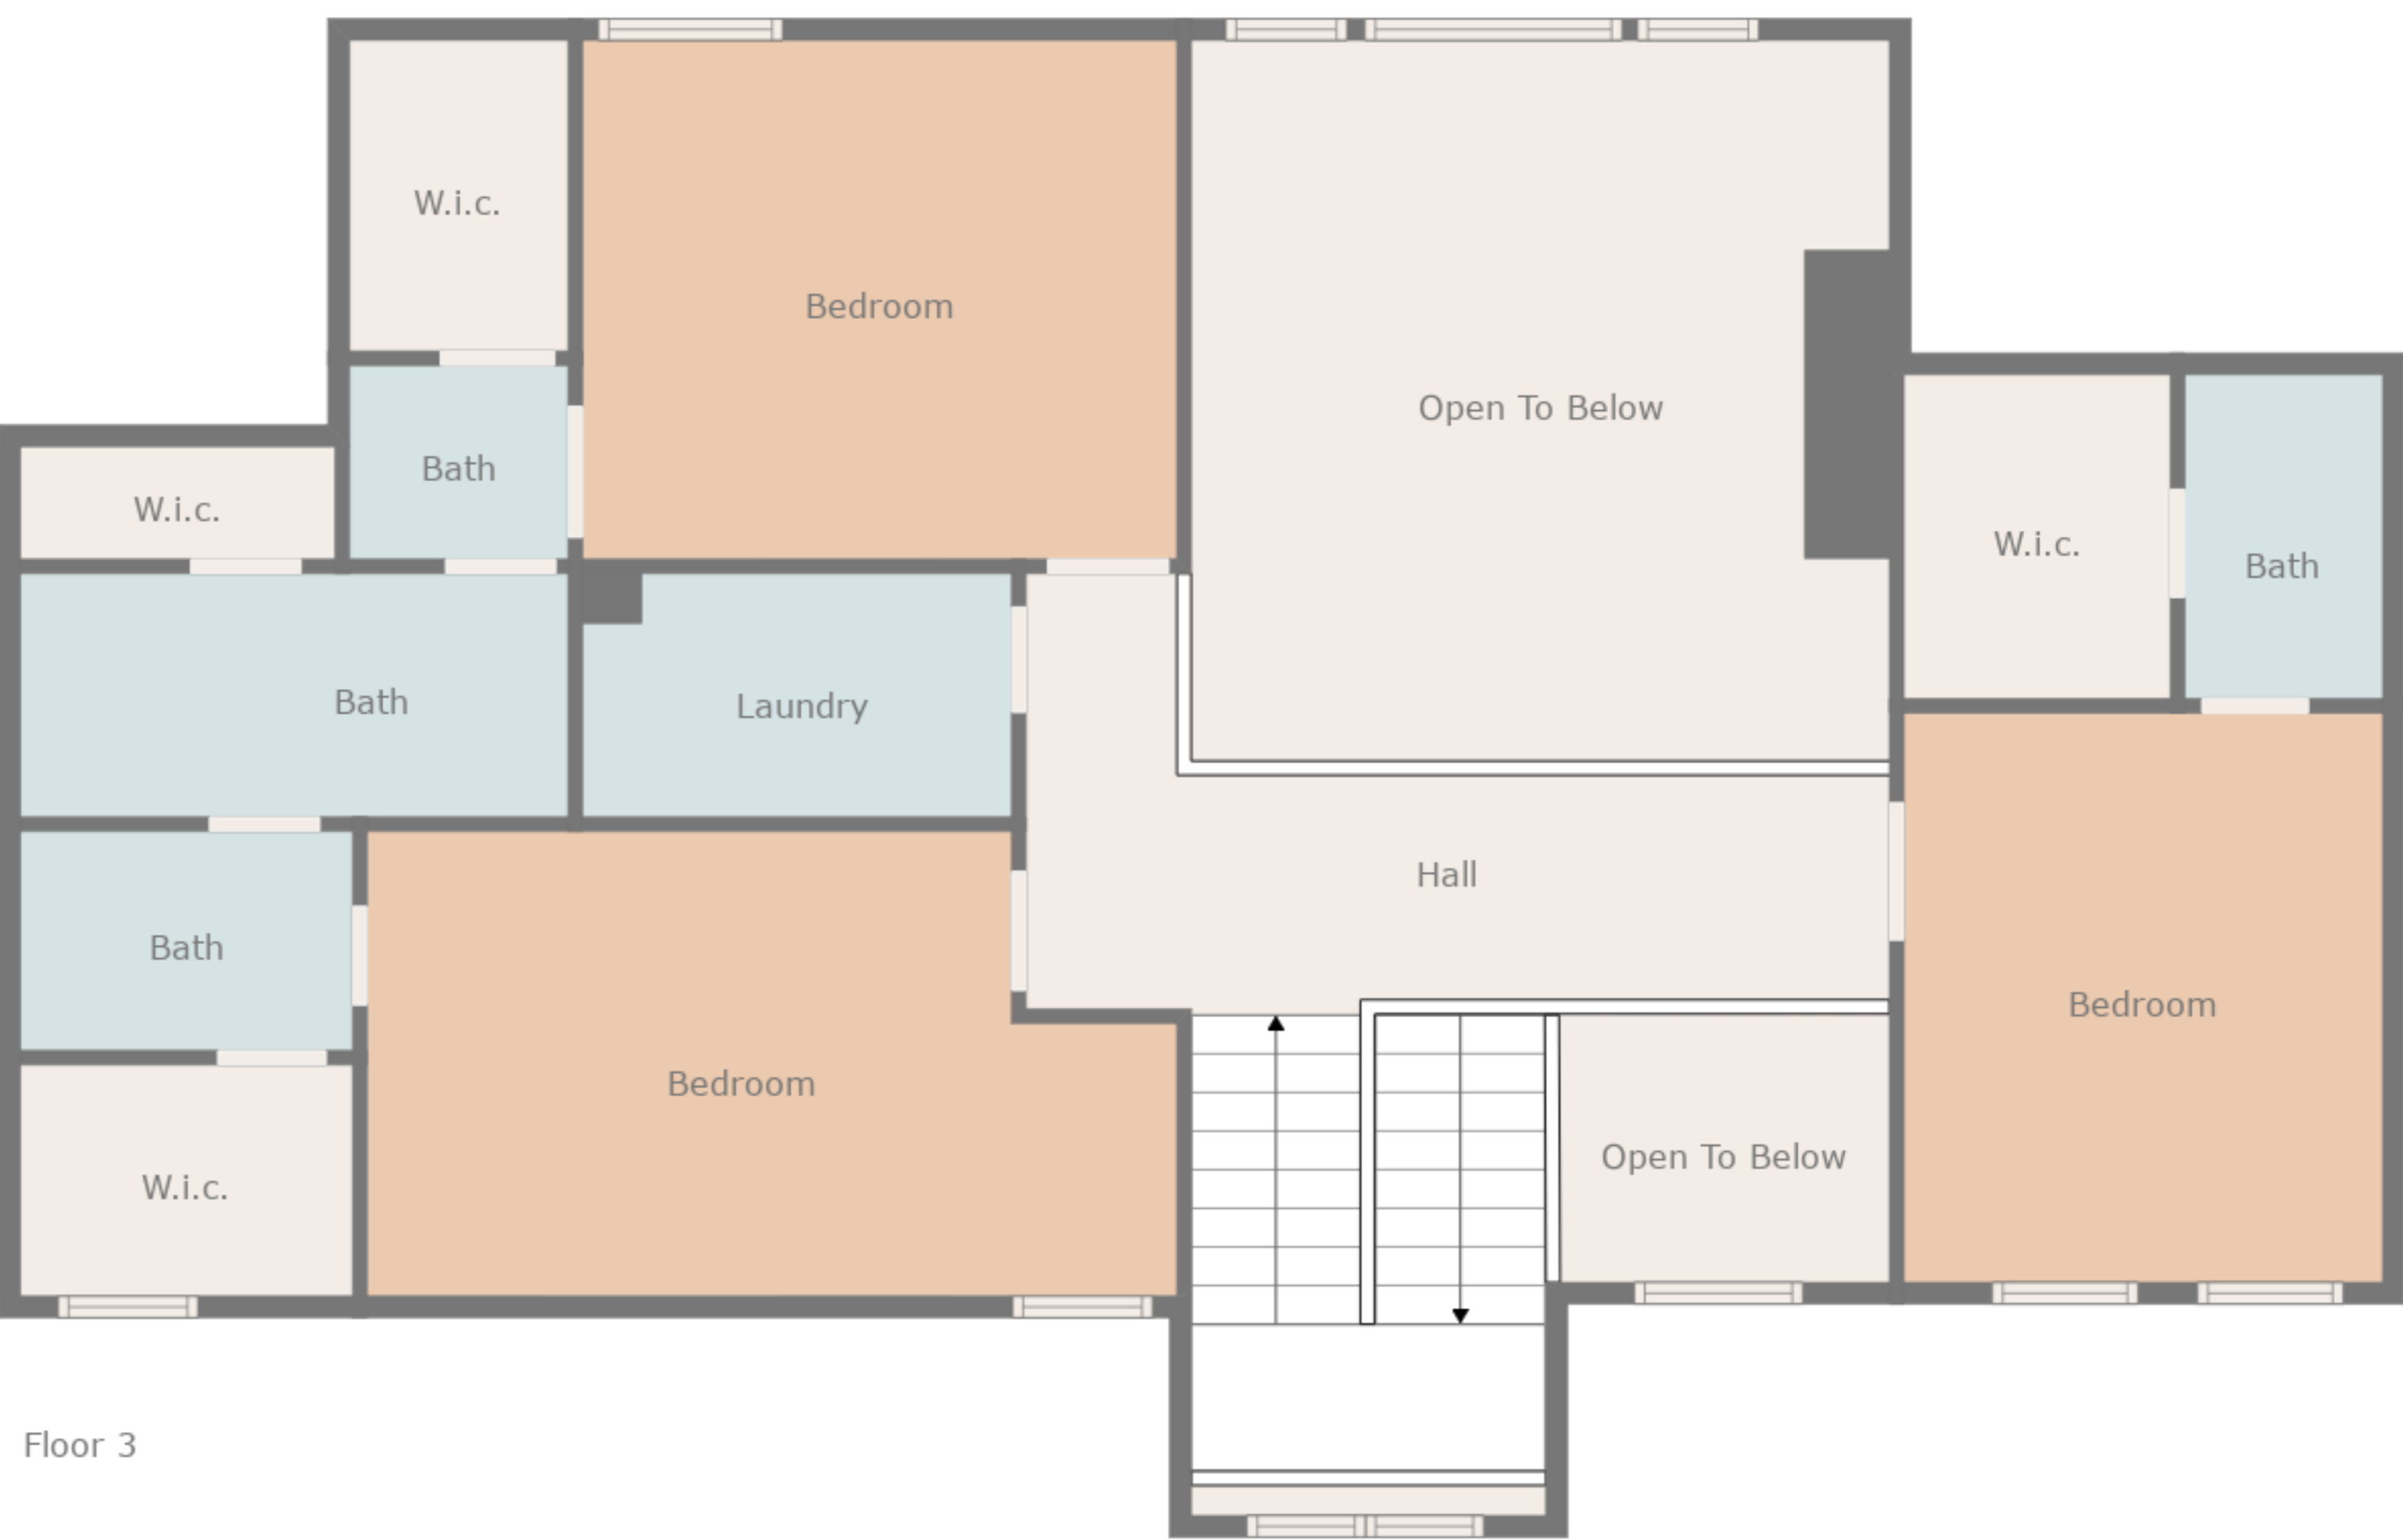 W.i.c.
Bedroom
Open To Below
Bath
W.i.c.
W.i.c.
Bath
Bath
Laundry
Hall
Bath
Bedroom
Bedroom
Open To Below
W.i.c.
Floor 3